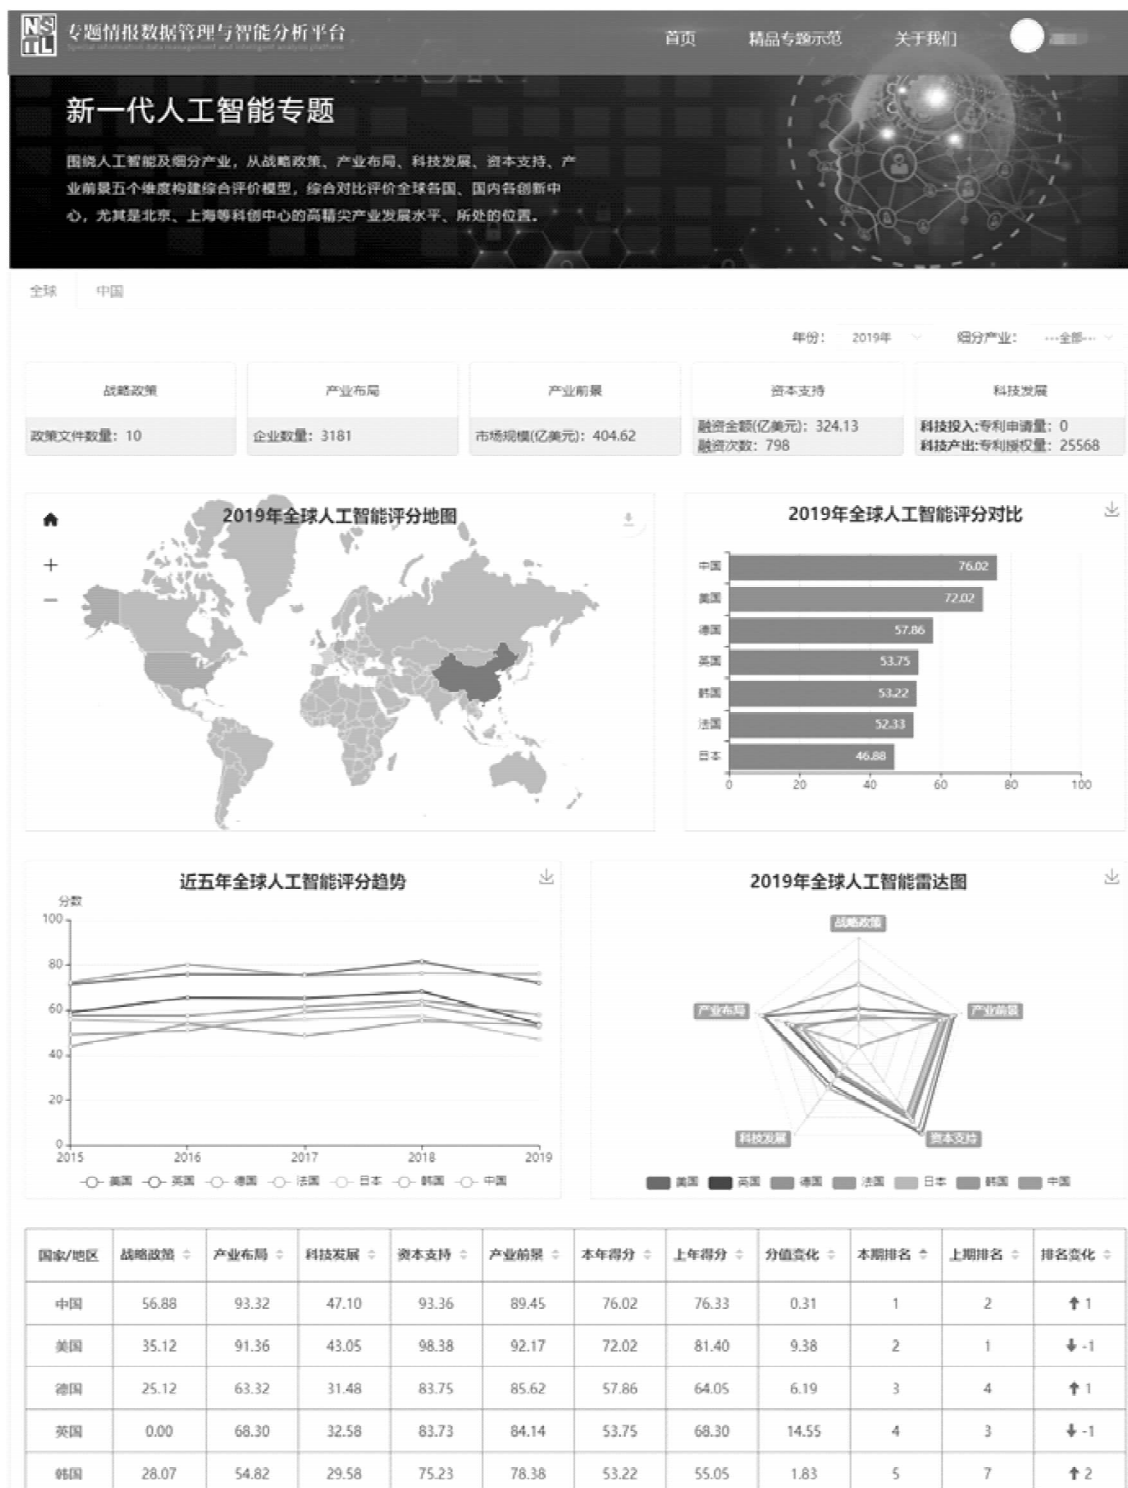 NSTL
专题情报数据管理与智能分析平台
Special information data management and intelligent analysis platform
首页 精品专题示范 关于我们
新一代人工智能专题
围绕人工智能及细分产业，从战略政策、产业布局、科技发展、资本支持、产
业前景五个维度构建综合评价模型，综合对比评价全球各国、国内各创新中
心，尤其是北京、上海等科创中心的高精尖产业发展水平、所处的位置。
全球 中国
年份： 2019年 细分产业： ---全部---
战略政策 产业布局 产业前景 资本支持 科技发展
政策文件数量：10 企业数量：3181 市场规模(亿美元)：404.62
融资金额(亿美元)：324.13
融资次数：798
科技投入:专利申请量：0
科技产出:专利授权量：25568
2019年全球人工智能评分地图
2019年全球人工智能评分对比
中国 76.02
美国 72.02
德国 57.86
英国 53.75
韩国 53.22
法国 52.33
日本 46.88
0 20 40 60 80 100
近五年全球人工智能评分趋势
分数
100
80
60
40
20
0
2015 2016 2017 2018 2019
美国 英国 德国 法国 日本 韩国 中国
2019年全球人工智能雷达图
战略政策
产业布局 产业前景
科技发展 资本支持
美国 英国 德国 法国 日本 韩国 中国
国家/地区 战略政策 产业布局 科技发展 资本支持 产业前景 本年得分 上年得分 分值变化 本期排名 上期排名 排名变化
中国 56.88 93.32 47.10 93.36 89.45 76.02 76.33 0.31 1 2 ↑ 1
美国 35.12 91.36 43.05 98.38 92.17 72.02 81.40 9.38 2 1 ↓ -1
德国 25.12 63.32 31.48 83.75 85.62 57.86 64.05 6.19 3 4 ↑ 1
英国 0.00 68.30 32.58 83.73 84.14 53.75 68.30 14.55 4 3 ↓ -1
韩国 28.07 54.82 29.58 75.23 78.38 53.22 55.05 1.83 5 7 ↑ 2